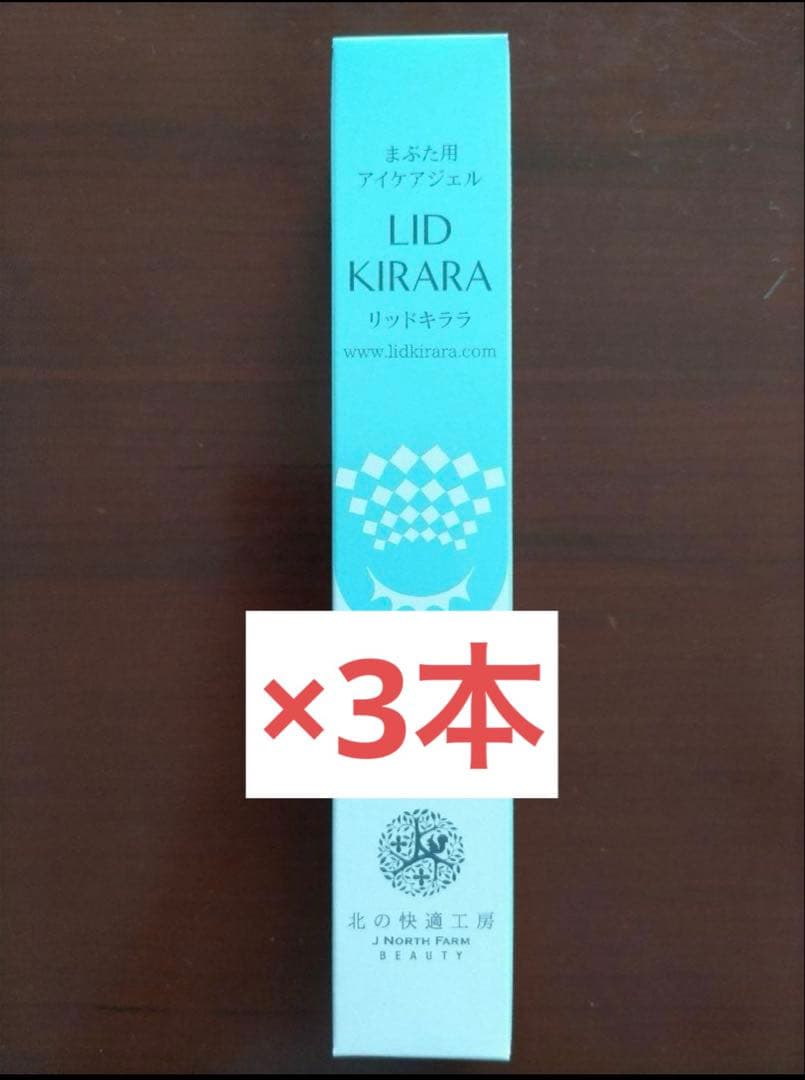 まぶた用
アイケアジェル
LID
KIRARA
リッドキララ
www.lidkirara.com
×3本
北の快適工房
J NORTH FARM
BEAUTY